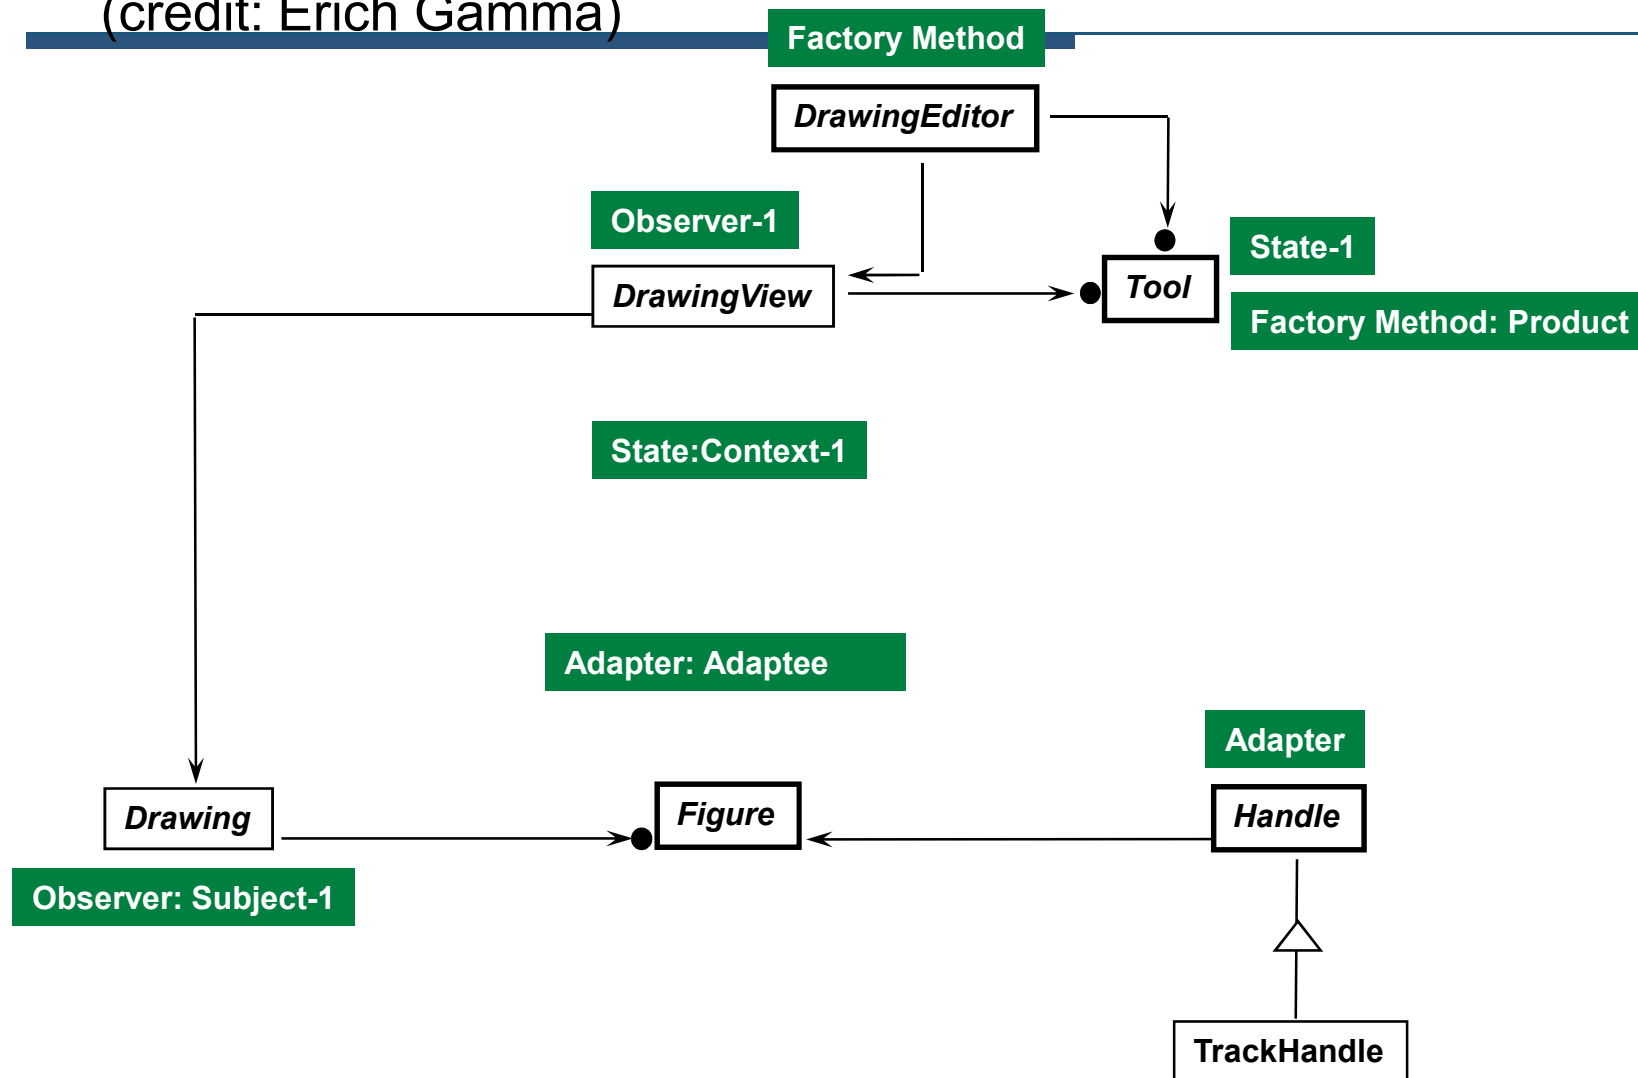 (credit: Erich Gamma)
Factory Method
DrawingEditor
Observer-1
DrawingView
Tool
State-1
Factory Method: Product
State:Context-1
Adapter: Adaptee
Adapter
Drawing
Figure
Handle
Observer: Subject-1
TrackHandle